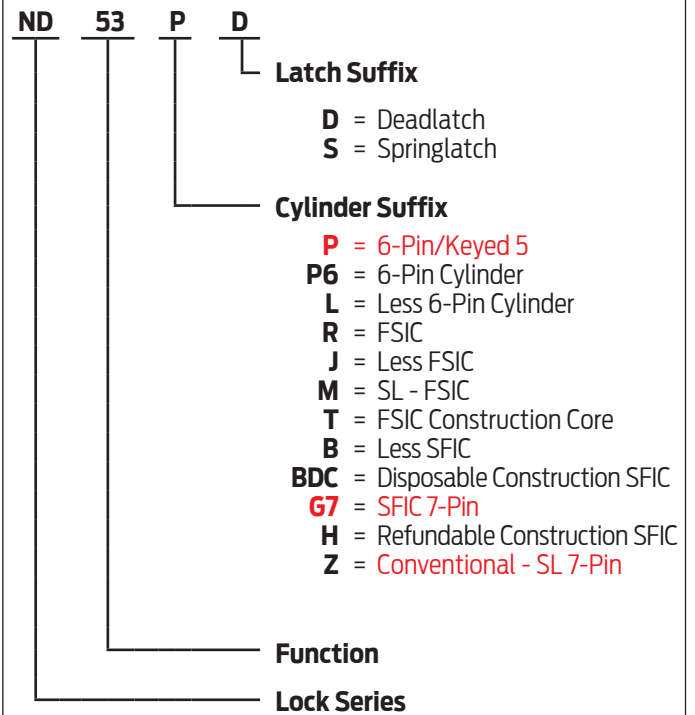 ND 53 P D
Latch Suffix
D = Deadlatch
S = Springlatch
Cylinder Suffix
P = 6-Pin/Keyed 5
P6 = 6-Pin Cylinder
L = Less 6-Pin Cylinder
R = FSIC
J = Less FSIC
M = SL - FSIC
T = FSIC Construction Core
B = Less SFIC
BDC = Disposable Construction SFIC
G7 = SFIC 7-Pin
H = Refundable Construction SFIC
Z = Conventional - SL 7-Pin
Function
Lock Series